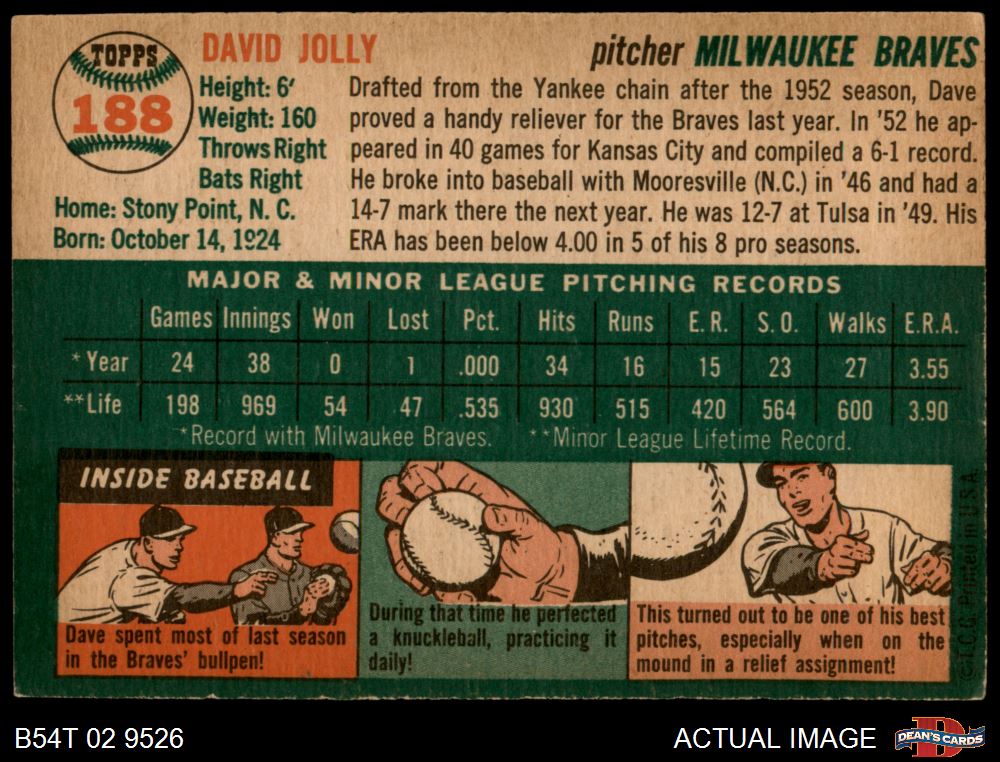 TOPPS
188
DAVID JOLLY
pitcher MILWAUKEE BRAVES
Height: 6'
Weight: 160
Throws Right
Bats Right
Home: Stony Point, N. C.
Born: October 14, 1924
Drafted from the Yankee chain after the 1952 season, Dave
proved a handy reliever for the Braves last year. In '52 he ap-
peared in 40 games for Kansas City and compiled a 6-1 record.
He broke into baseball with Mooresville (N.C.) in '46 and had a
14-7 mark there the next year. He was 12-7 at Tulsa in '49. His
ERA has been below 4.00 in 5 of his 8 pro seasons.
MAJOR & MINOR LEAGUE PITCHING RECORDS
Games Innings Won Lost Pct. Hits Runs E.R. S.O. Walks E.R.A.
*Year 24 38 0 1 .000 34 16 15 23 27 3.55
**Life 198 969 54 47 .535 930 515 420 564 600 3.90
*Record with Milwaukee Braves. **Minor League Lifetime Record.
INSIDE BASEBALL
Dave spent most of last season
in the Braves' bullpen!
During that time he perfected
a knuckleball, practicing it
daily!
This turned out to be one of his best
pitches, especially when on the
mound in a relief assignment!
© T.C.G. Printed in U.S.A.
B54T 02 9526
ACTUAL IMAGE
D
DEAN'S CARDS